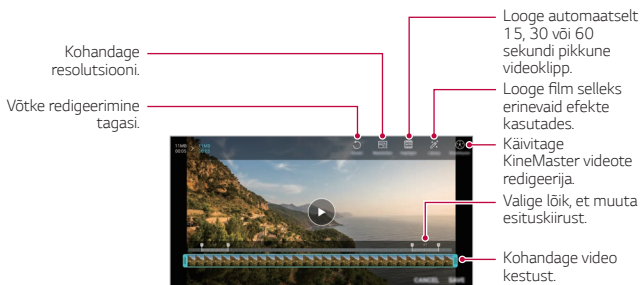 Looge automaatselt
15, 30 või 60
sekundi pikkune
videoklipp.
Kohandage
resolutsiooni.
Looge film selleks
erinevaid efekte
kasutades.
Võtke redigeerimine
tagasi.
Käivitage
KineMaster videote
redigeerija.
Valige lõik, et muuta
esituskiirust.
Kohandage video
kestust.
CANCEL SAVE